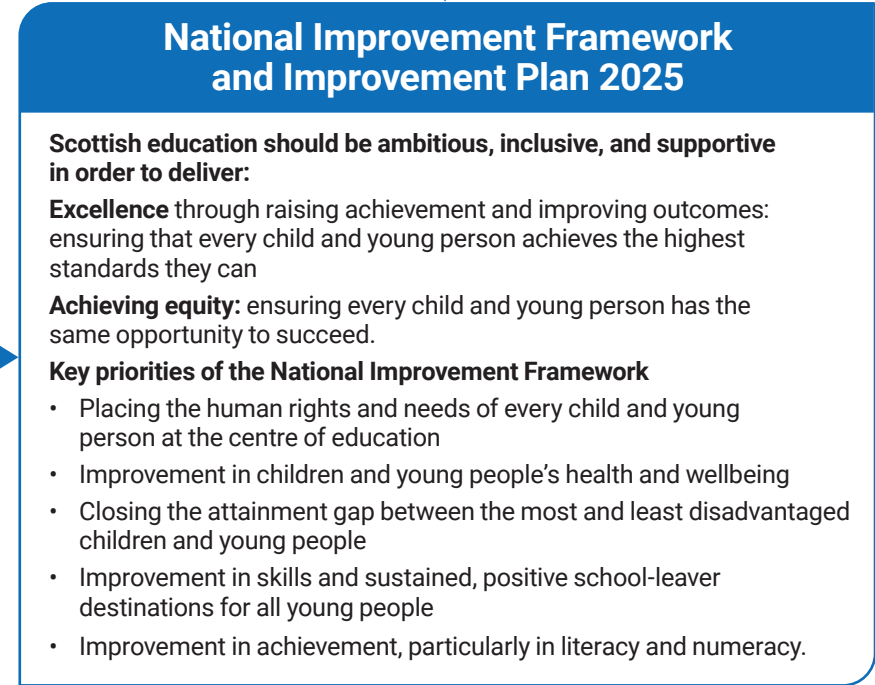 National Improvement Framework
and Improvement Plan 2025
Scottish education should be ambitious, inclusive, and supportive
in order to deliver:
Excellence through raising achievement and improving outcomes:
ensuring that every child and young person achieves the highest
standards they can
Achieving equity: ensuring every child and young person has the
same opportunity to succeed.
Key priorities of the National Improvement Framework
• Placing the human rights and needs of every child and young
person at the centre of education
• Improvement in children and young people's health and wellbeing
• Closing the attainment gap between the most and least disadvantaged
children and young people
• Improvement in skills and sustained, positive school-leaver
destinations for all young people
• Improvement in achievement, particularly in literacy and numeracy.